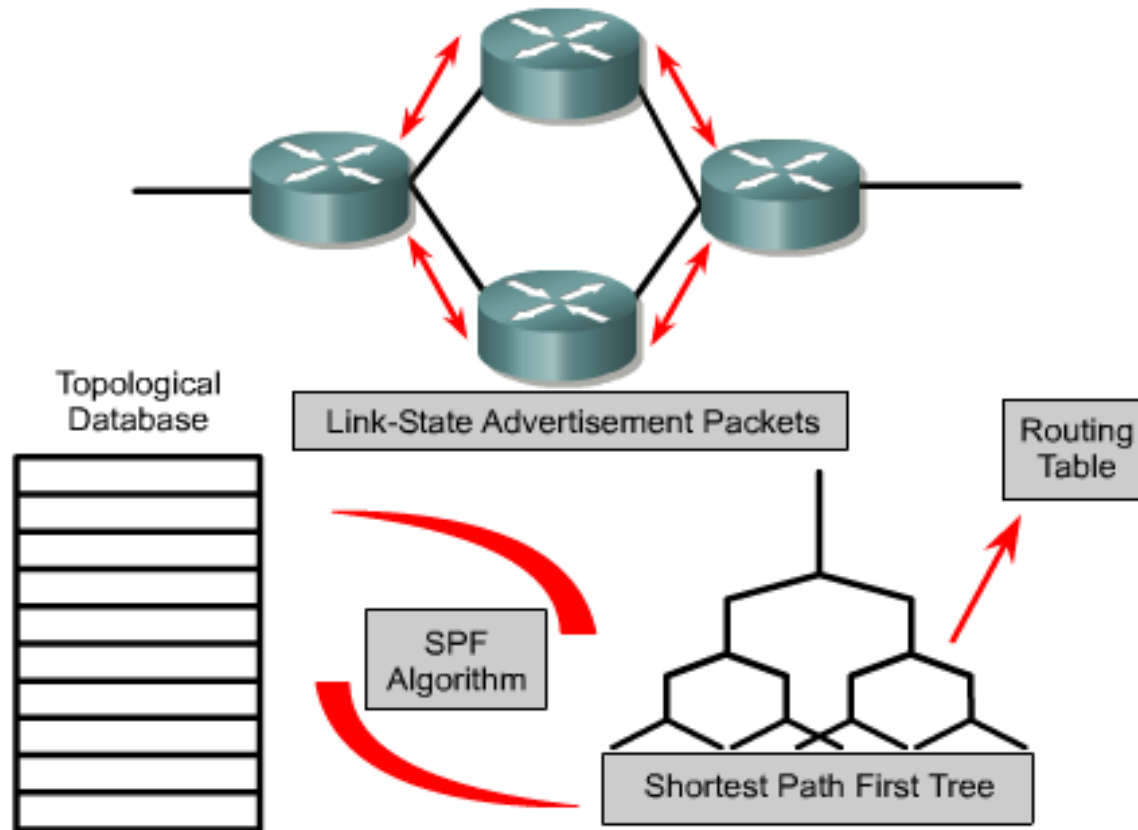 Topological
Database
Link-State Advertisement Packets
Routing
Table
SPF
Algorithm
Shortest Path First Tree